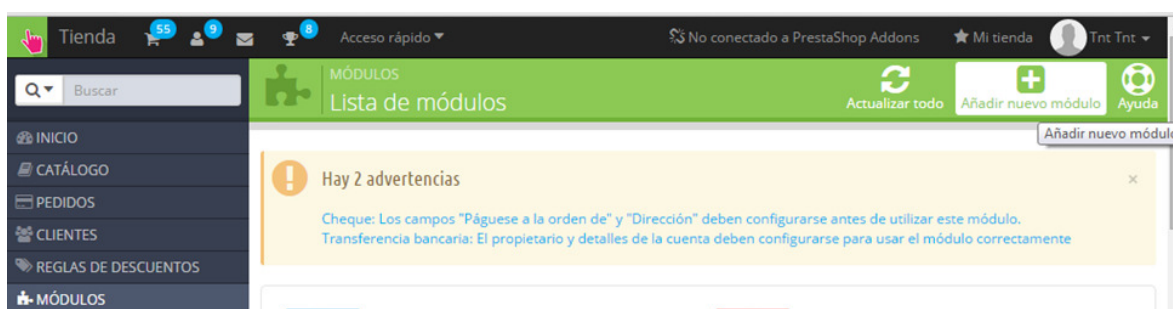 Tienda 55 9 8 Acceso rápido No conectado a PrestaShop Addons Mi tienda Tnt Tnt
Buscar
MÓDULOS
Lista de módulos
Actualizar todo Añadir nuevo módulo Ayuda
Añadir nuevo módulo
INICIO
CATÁLOGO
PEDIDOS
CLIENTES
REGLAS DE DESCUENTOS
MÓDULOS
Hay 2 advertencias
Cheque: Los campos "Páguese a la orden de" y "Dirección" deben configurarse antes de utilizar este módulo.
Transferencia bancaria: El propietario y detalles de la cuenta deben configurarse para usar el módulo correctamente